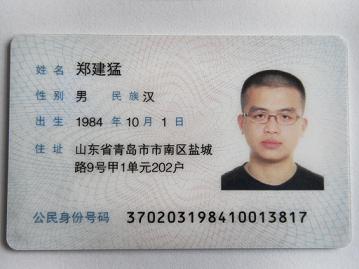 姓名 郑建猛
性别 男 民族 汉
出生 1984 年 10 月 1 日
住址 山东省青岛市市南区盐城
路9号甲1单元202户
公民身份号码 370203198410013817